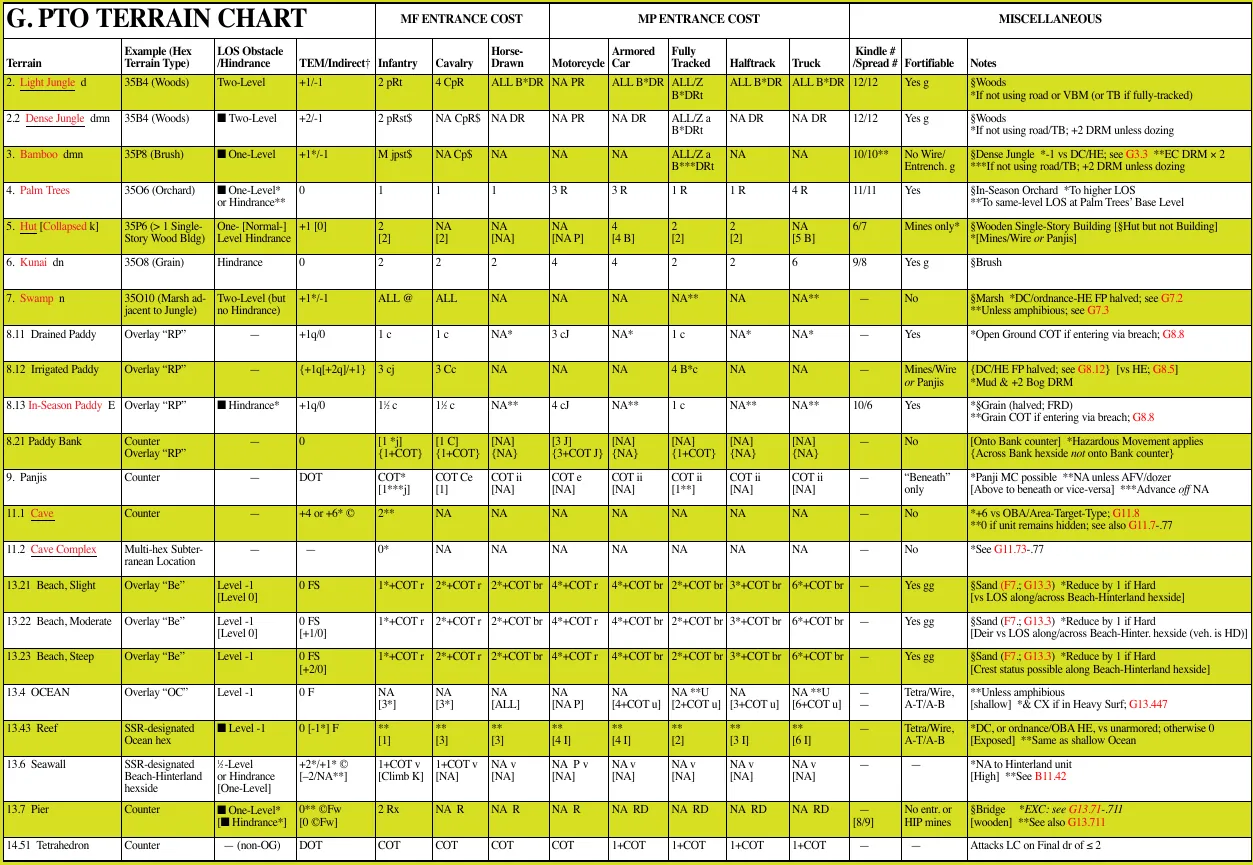 G. PTO TERRAIN CHART
MF ENTRANCE COST
MP ENTRANCE COST
MISCELLANEOUS
Terrain
Example (Hex Terrain Type)
LOS Obstacle /Hindrance
TEM/Indirect†
Infantry
Cavalry
Horse-Drawn
Motorcycle
Armored Car
Fully Tracked
Halftrack
Truck
Kindle # /Spread #
Fortifiable
Notes
2. Light Jungle d 35B4 (Woods) Two-Level +1/-1 2 pRt 4 CpR ALL B*DR NA PR ALL B*DR ALL/Z ALL B*DR ALL B*DR 12/12 Yes g §Woods
B*DRt *If not using road or VBM (or TB if fully-tracked)
2.2 Dense Jungle dmn 35B4 (Woods) ■ Two-Level +2/-1 2 pRst$ NA CpR$ NA DR NA PR NA DR ALL/Z a NA DR NA DR 12/12 Yes g §Woods
B*DRt *If not using road/TB; +2 DRM unless dozing
3. Bamboo dmn 35P8 (Brush) ■ One-Level +1*/-1 M jpst$ NA Cp$ NA NA NA ALL/Z a NA NA 10/10** No Wire/ §Dense Jungle *-1 vs DC/HE; see G3.3 **EC DRM × 2
B***DRt Entrench. g ***If not using road/TB; +2 DRM unless dozing
4. Palm Trees 35O6 (Orchard) ■ One-Level* 0 1 1 1 3 R 3 R 1 R 1 R 4 R 11/11 Yes §In-Season Orchard *To higher LOS
or Hindrance** **To same-level LOS at Palm Trees' Base Level
5. Hut [Collapsed k] 35P6 (> 1 Single- One- [Normal-] +1 [0] 2 NA NA NA 4 2 2 NA 6/7 Mines only* §Wooden Single-Story Building [§Hut but not Building]
Story Wood Bldg) Level Hindrance [2] [2] [NA] [NA P] [4 B] [2] [2] [5 B] *[Mines/Wire or Panjis]
6. Kunai dn 35O8 (Grain) Hindrance 0 2 2 2 4 4 2 2 6 9/8 Yes g §Brush
7. Swamp n 35O10 (Marsh ad- Two-Level (but +1*/-1 ALL @ ALL NA NA NA NA** NA NA** — No §Marsh *DC/ordnance-HE FP halved; see G7.2
jacent to Jungle) no Hindrance) **Unless amphibious; see G7.3
8.11 Drained Paddy Overlay "RP" — +1q/0 1 c 1 c NA* 3 cJ NA* 1 c NA* NA* — Yes *Open Ground COT if entering via breach; G8.8
8.12 Irrigated Paddy Overlay "RP" — {+1q[+2q]/+1} 3 cj 3 Cc NA NA NA 4 B*c NA NA — Mines/Wire {DC/HE FP halved; see G8.12} [vs HE; G8.5]
or Panjis *Mud & +2 Bog DRM
8.13 In-Season Paddy E Overlay "RP" ■ Hindrance* +1q/0 1½ c 1½ c NA** 4 cJ NA** 1 c NA** NA** 10/6 Yes *§Grain (halved; FRD)
**Grain COT if entering via breach; G8.8
8.21 Paddy Bank Counter — 0 [1 *j] [1 C] [NA] [3 J] [NA] [NA] [NA] [NA] — No [Onto Bank counter] *Hazardous Movement applies
Overlay "RP" {1+COT} {1+COT} {NA} {3+COT J} {NA} {1+COT} {NA} {NA} {Across Bank hexside not onto Bank counter}
9. Panjis Counter — DOT COT* COT Ce COT ii COT e COT ii COT ii COT ii COT ii — "Beneath" *Panji MC possible **NA unless AFV/dozer
[1***j] [1] [NA] [NA] [NA] [1**] [NA] [NA] only [Above to beneath or vice-versa] ***Advance off NA
11.1 Cave Counter — +4 or +6* © 2** NA NA NA NA NA NA NA — No *+6 vs OBA/Area-Target-Type; G11.8
**0 if unit remains hidden; see also G11.7-.77
11.2 Cave Complex Multi-hex Subter- — — 0* NA NA NA NA NA NA NA — No *See G11.73-.77
ranean Location
13.21 Beach, Slight Overlay "Be" Level -1 0 FS 1*+COT r 2*+COT r 2*+COT br 4*+COT r 4*+COT br 2*+COT br 3*+COT br 6*+COT br — Yes gg §Sand (F7.; G13.3) *Reduce by 1 if Hard
[Level 0] [vs LOS along/across Beach-Hinterland hexside]
13.22 Beach, Moderate Overlay "Be" Level -1 0 FS 1*+COT r 2*+COT r 2*+COT br 4*+COT r 4*+COT br 2*+COT br 3*+COT br 6*+COT br — Yes gg §Sand (F7.; G13.3) *Reduce by 1 if Hard
[Level 0] [+1/0] [Deir vs LOS along/across Beach-Hinter. hexside (veh. is HD)]
13.23 Beach, Steep Overlay "Be" Level -1 0 FS 1*+COT r 2*+COT r 2*+COT br 4*+COT r 4*+COT br 2*+COT br 3*+COT br 6*+COT br — Yes gg §Sand (F7.; G13.3) *Reduce by 1 if Hard
[+2/0] [Crest status possible along Beach-Hinterland hexside]
13.4 OCEAN Overlay "OC" Level -1 0 F NA NA NA NA NA NA **U NA NA **U — Tetra/Wire, **Unless amphibious
[3*] [3*] [ALL] [NA P] [4+COT u] [2+COT u] [3+COT u] [6+COT u] — A-T/A-B [shallow] *& CX if in Heavy Surf; G13.447
13.43 Reef SSR-designated ■ Level -1 0 [-1*] F ** ** ** ** ** ** ** ** — Tetra/Wire, *DC, or ordnance/OBA HE, vs unarmored; otherwise 0
Ocean hex [1] [3] [3] [4 I] [4 I] [2] [3 I] [6 I] A-T/A-B [Exposed] **Same as shallow Ocean
13.6 Seawall SSR-designated ½-Level +2*/+1* © 1+COT v 1+COT v NA v NA P v NA v NA v NA v NA v — — *NA to Hinterland unit
Beach-Hinterland or Hindrance [–2/NA**] [Climb K] [NA] [NA] [NA] [NA] [NA] [NA] [NA] [High] **See B11.42
hexside [One-Level]
13.7 Pier Counter ■ One-Level* 0** ©Fw 2 Rx NA R NA R NA R NA RD NA RD NA RD NA RD — No entr. or §Bridge *EXC: see G13.71-.711
[■ Hindrance*] [0 ©Fw] [8/9] HIP mines [wooden] **See also G13.711
14.51 Tetrahedron Counter — (non-OG) DOT COT COT COT COT 1+COT 1+COT 1+COT 1+COT — — Attacks LC on Final dr of ≤ 2